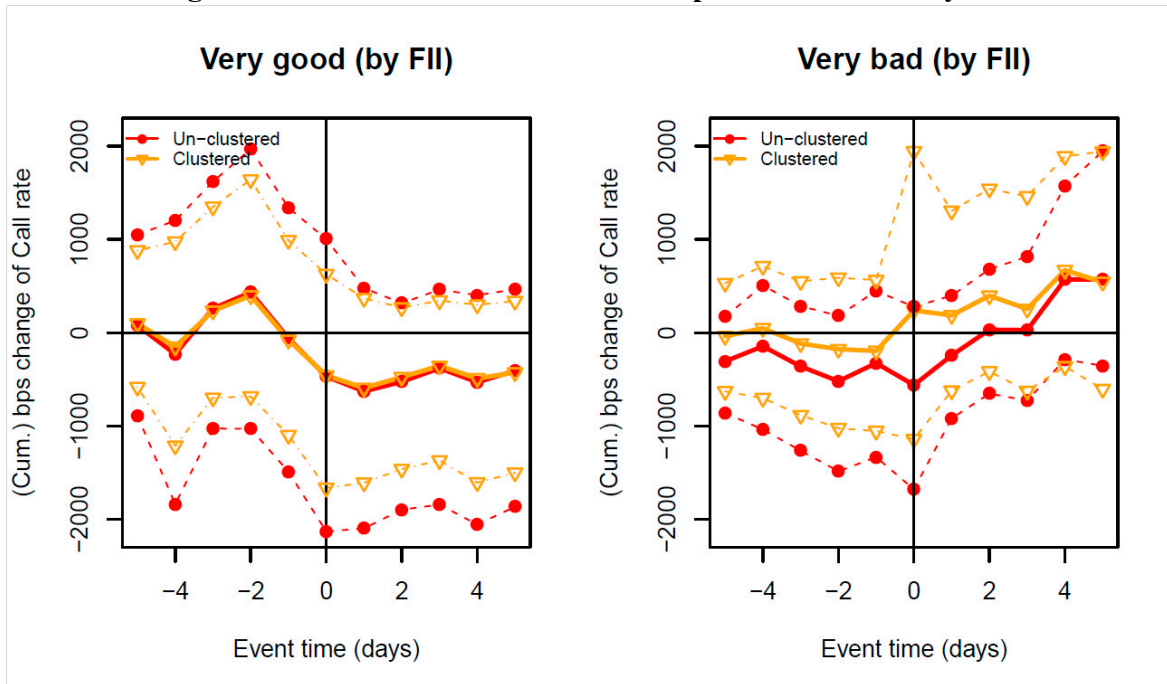 Very good (by FII)
Un-clustered
Clustered
(Cum.) bps change of Call rate
2000
1000
0
−1000
−2000
−4
−2
0
2
4
Event time (days)
Very bad (by FII)
Un-clustered
Clustered
(Cum.) bps change of Call rate
2000
1000
0
−1000
−2000
−4
−2
0
2
4
Event time (days)